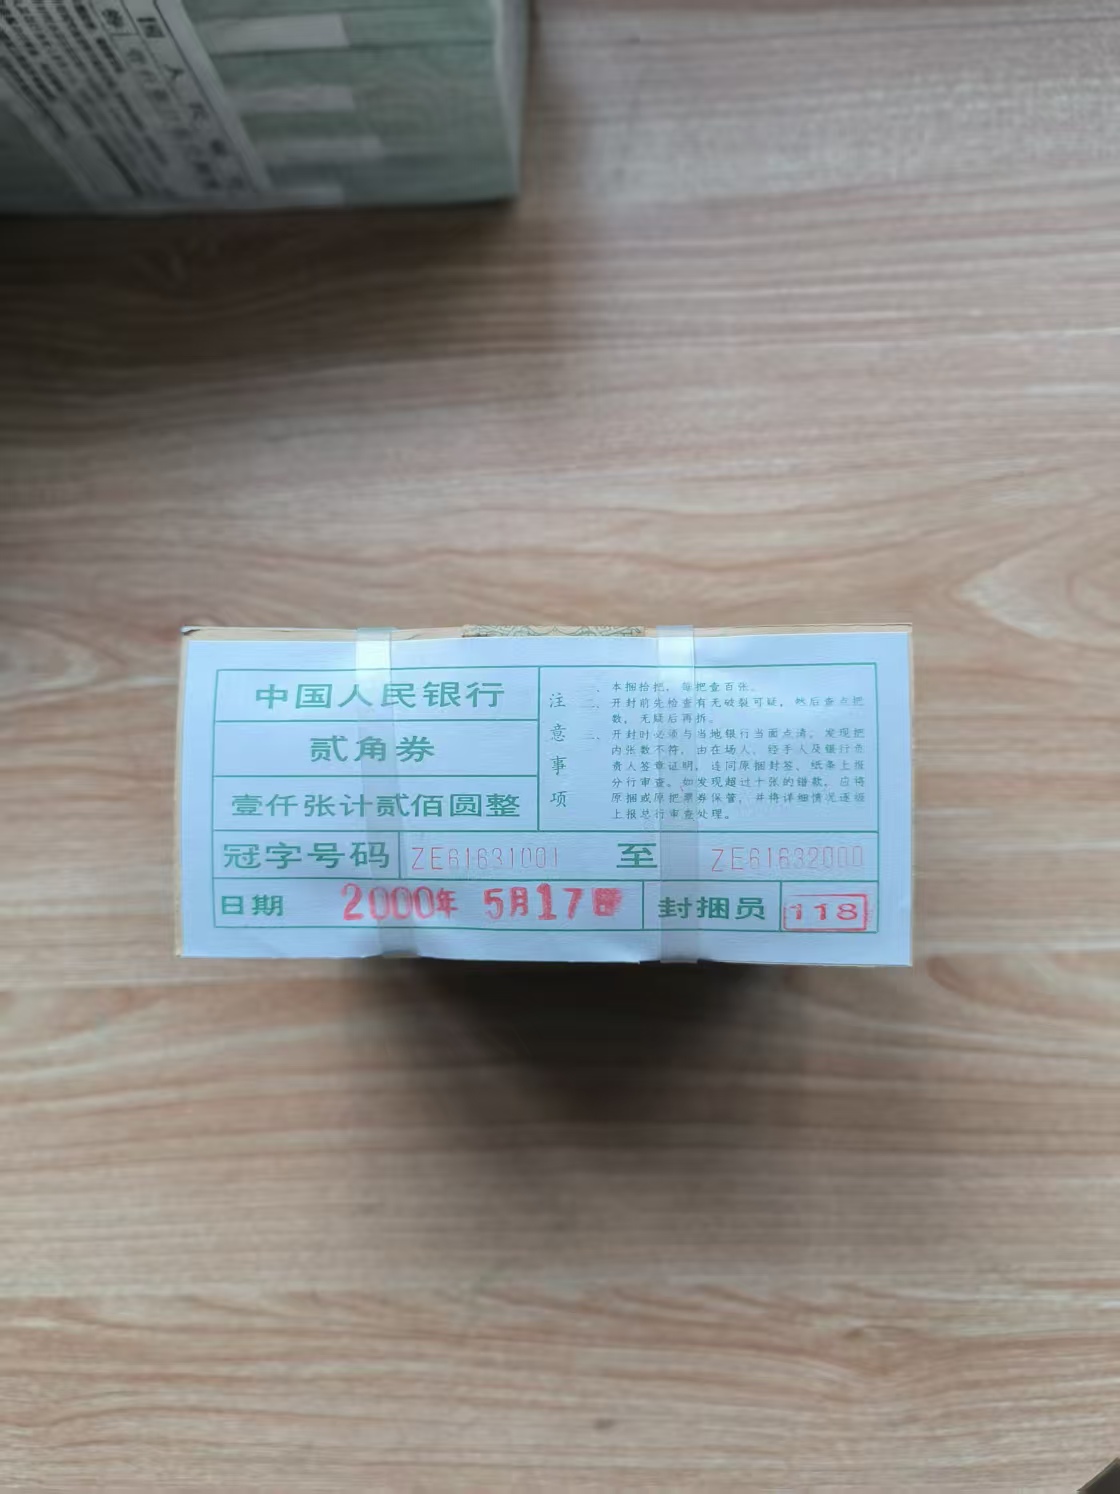 中国人民银行
贰角券
壹仟张计贰佰圆整
注意事项
一、本捆拾把,每把壹百张。
二、开封前先检查有无破裂可疑,然后查点把
数,无疑后再拆。
三、开封时必须与当地银行当面点清,发现把
内张数不符,由在场人、经手人及银行负
责人签章证明,连同原捆封签,纸条上报
分行审查。如发现超过十张的错款,应将
原捆或原把票券保管,并将详细情况逐级
上报总行审查处理。
冠字号码 ZE61631001 至 ZE61632000
日期 2000年 5月17日 封捆员 118
国人民